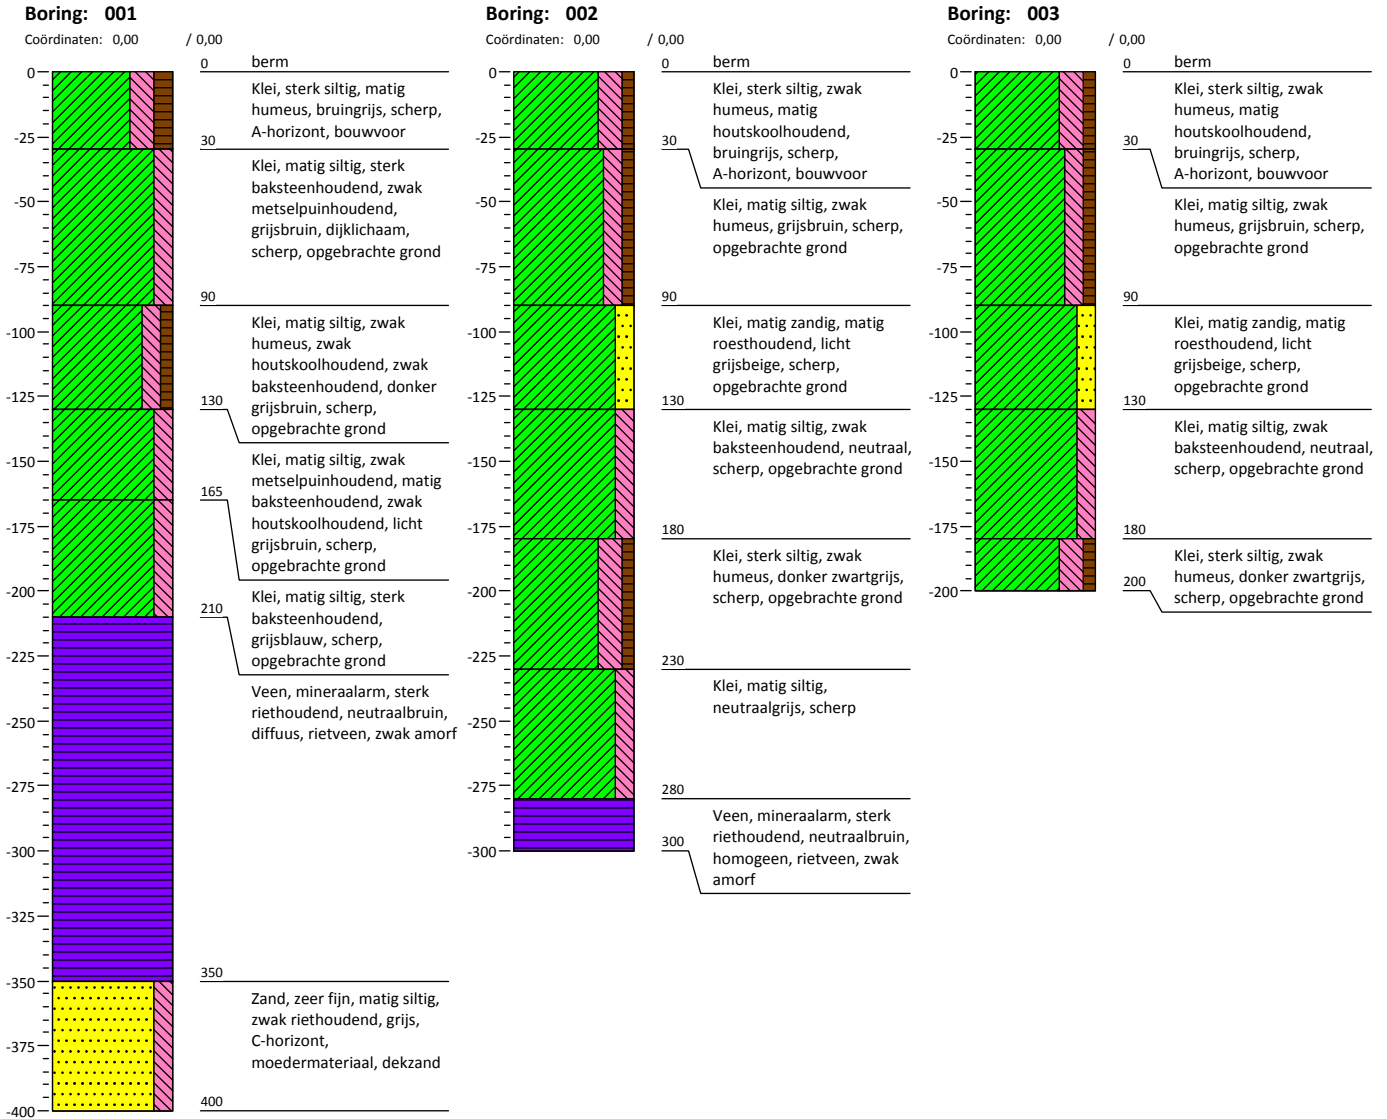 Boring: 001
Coördinaten: 0,00 / 0,00
0 berm
0
Klei, sterk siltig, matig
humeus, bruingrijs, scherp,
A-horizont, bouwvoor
-25
30
Klei, matig siltig, sterk
baksteenhoudend, zwak
metselpuinhoudend,
grijsbruin, dijklichaam,
scherp, opgebrachte grond
-50
-75
90
Klei, matig siltig, zwak
humeus, zwak
houtskoolhoudend, zwak
baksteenhoudend, donker
grijsbruin, scherp,
opgebrachte grond
-100
-125
130
Klei, matig siltig, zwak
metselpuinhoudend, matig
baksteenhoudend, zwak
houtskoolhoudend, licht
grijsbruin, scherp,
opgebrachte grond
-150
165
-175
Klei, matig siltig, sterk
baksteenhoudend,
grijsblauw, scherp,
opgebrachte grond
-200
210
-225
Veen, mineraalarm, sterk
riethoudend, neutraalbruin,
diffuus, rietveen, zwak amorf
-250
-275
-300
-325
350
-350
Zand, zeer fijn, matig siltig,
zwak riethoudend, grijs,
C-horizont,
moedermateriaal, dekzand
-375
400
-400
Boring: 002
Coördinaten: 0,00 / 0,00
0 berm
0
Klei, sterk siltig, zwak
humeus, matig
houtskoolhoudend,
bruingrijs, scherp,
A-horizont, bouwvoor
-25
30
Klei, matig siltig, zwak
humeus, grijsbruin, scherp,
opgebrachte grond
-50
-75
90
Klei, matig zandig, matig
roesthoudend, licht
grijsbeige, scherp,
opgebrachte grond
-100
-125
130
Klei, matig siltig, zwak
baksteenhoudend, neutraal,
scherp, opgebrachte grond
-150
-175
180
Klei, sterk siltig, zwak
humeus, donker zwartgrijs,
scherp, opgebrachte grond
-200
-225
230
Klei, matig siltig,
neutraalgrijs, scherp
-250
-275
280
Veen, mineraalarm, sterk
riethoudend, neutraalbruin,
homogeen, rietveen, zwak
amorf
300
-300
Boring: 003
Coördinaten: 0,00 / 0,00
0 berm
0
Klei, sterk siltig, zwak
humeus, matig
houtskoolhoudend,
bruingrijs, scherp,
A-horizont, bouwvoor
-25
30
Klei, matig siltig, zwak
humeus, grijsbruin, scherp,
opgebrachte grond
-50
-75
90
Klei, matig zandig, matig
roesthoudend, licht
grijsbeige, scherp,
opgebrachte grond
-100
-125
130
Klei, matig siltig, zwak
baksteenhoudend, neutraal,
scherp, opgebrachte grond
-150
-175
180
Klei, sterk siltig, zwak
humeus, donker zwartgrijs,
scherp, opgebrachte grond
200
-200